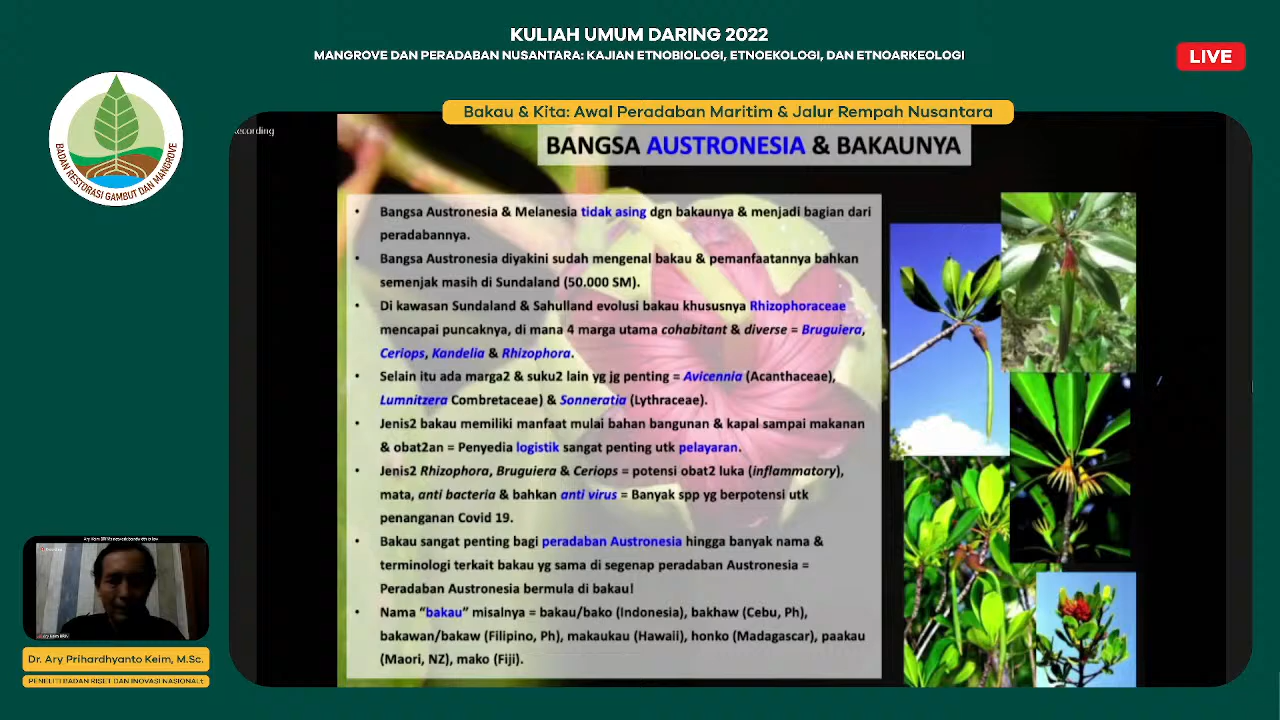 KULIAH UMUM DARING 2022
MANGROVE DAN PERADABAN NUSANTARA: KAJIAN ETNOBIOLOGI, ETNOEKOLOGI, DAN ETNOARKEOLOGI
LIVE
BADAN RESTORASI GAMBUT DAN MANGROVE
Bakau & Kita: Awal Peradaban Maritim & Jalur Rempah Nusantara
ecording
BANGSA AUSTRONESIA & BAKAUNYA
• Bangsa Austronesia & Melanesia tidak asing dgn bakaunya & menjadi bagian dari
peradabannya.
• Bangsa Austronesia diyakini sudah mengenal bakau & pemanfaatannya bahkan
semenjak masih di Sundaland (50.000 SM).
• Di kawasan Sundaland & Sahulland evolusi bakau khususnya Rhizophoraceae
mencapai puncaknya, di mana 4 marga utama cohabitant & diverse = Bruguiera,
Ceriops, Kandelia & Rhizophora.
• Selain itu ada marga2 & suku2 lain yg jg penting = Avicennia (Acanthaceae),
Lumnitzera Combretaceae) & Sonneratia (Lythraceae).
• Jenis2 bakau memiliki manfaat mulai bahan bangunan & kapal sampai makanan
& obat2an = Penyedia logistik sangat penting utk pelayaran.
• Jenis2 Rhizophora, Bruguiera & Ceriops = potensi obat2 luka (inflammatory),
mata, anti bacteria & bahkan anti virus = Banyak spp yg berpotensi utk
penanganan Covid 19.
• Bakau sangat penting bagi peradaban Austronesia hingga banyak nama &
terminologi terkait bakau yg sama di segenap peradaban Austronesia =
Peradaban Austronesia bermula di bakau!
• Nama “bakau” misalnya = bakau/bako (Indonesia), bakhaw (Cebu, Ph),
bakawan/bakaw (Filipino, Ph), makaukau (Hawaii), honko (Madagascar), paakau
(Maori, NZ), mako (Fiji).
Dr. Ary Prihardhyanto Keim, M.Sc.
PENELITI BADAN RISET DAN INOVASI NASIONAL